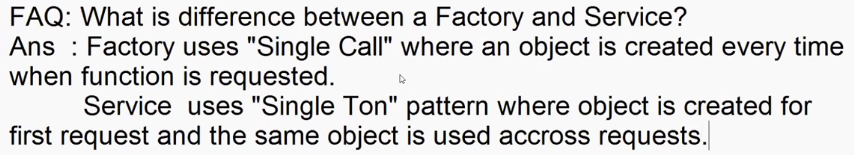 FAQ: What is difference between a Factory and Service?
Ans : Factory uses "Single Call" where an object is created every time
when function is requested.
Service uses "Single Ton" pattern where object is created for
first request and the same object is used accross requests.